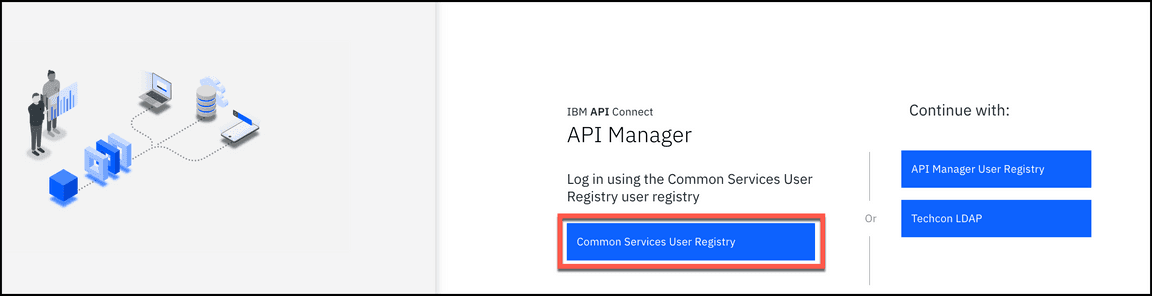 IBM API Connect
API Manager
Log in using the Common Services User
Registry user registry
Common Services User Registry
Or
Continue with:
API Manager User Registry
Techcon LDAP